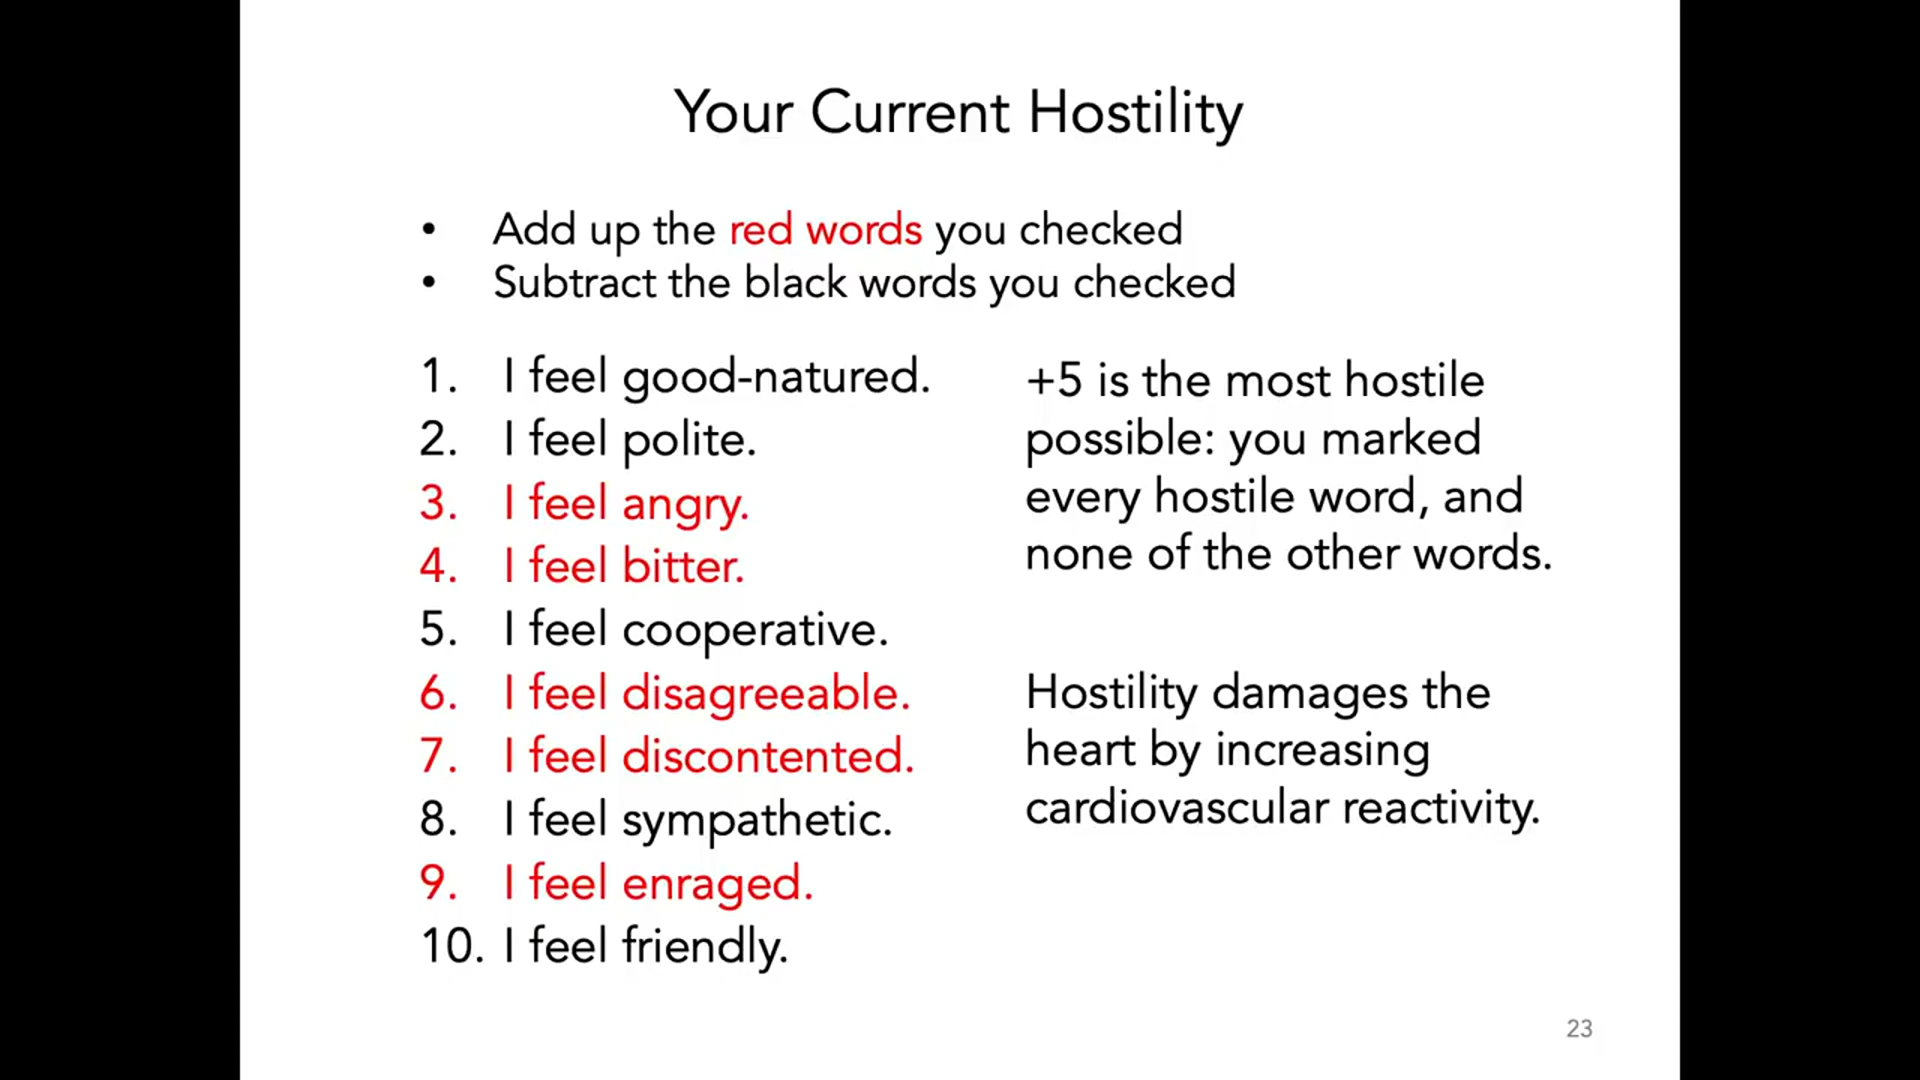 Your Current Hostility
• Add up the red words you checked
• Subtract the black words you checked
1. I feel good-natured.
2. I feel polite.
3. I feel angry.
4. I feel bitter.
5. I feel cooperative.
6. I feel disagreeable.
7. I feel discontented.
8. I feel sympathetic.
9. I feel enraged.
10. I feel friendly.
+5 is the most hostile
possible: you marked
every hostile word, and
none of the other words.
Hostility damages the
heart by increasing
cardiovascular reactivity.
23